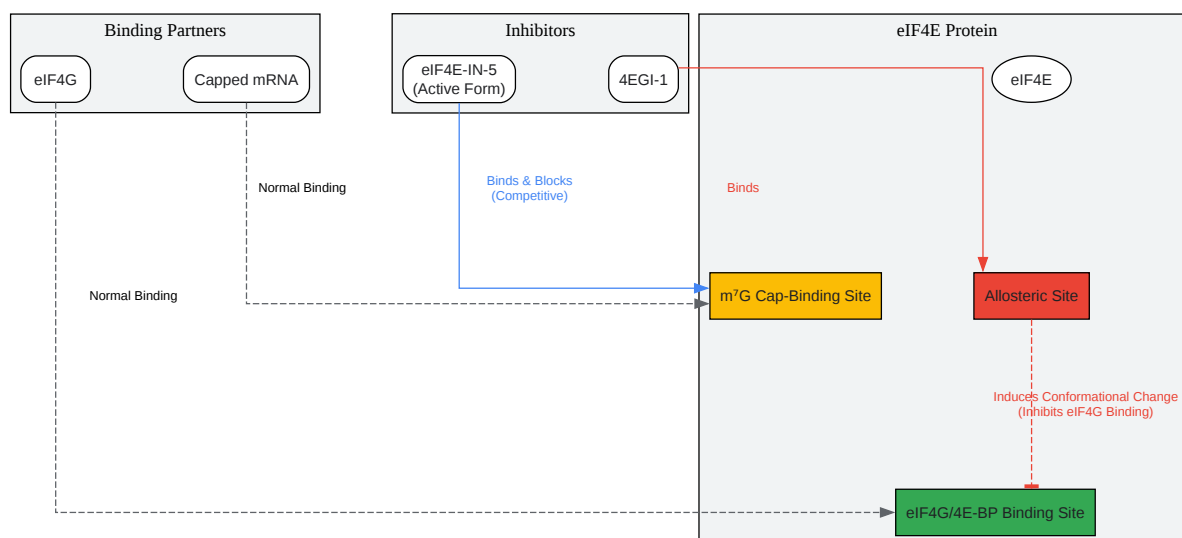 Binding Partners
Inhibitors
eIF4E Protein
eIF4G
Capped mRNA
eIF4E-IN-5
(Active Form)
4EGI-1
eIF4E
Normal Binding
Binds & Blocks
(Competitive)
Binds
Normal Binding
m⁷G Cap-Binding Site
Allosteric Site
Induces Conformational Change
(Inhibits eIF4G Binding)
eIF4G/4E-BP Binding Site